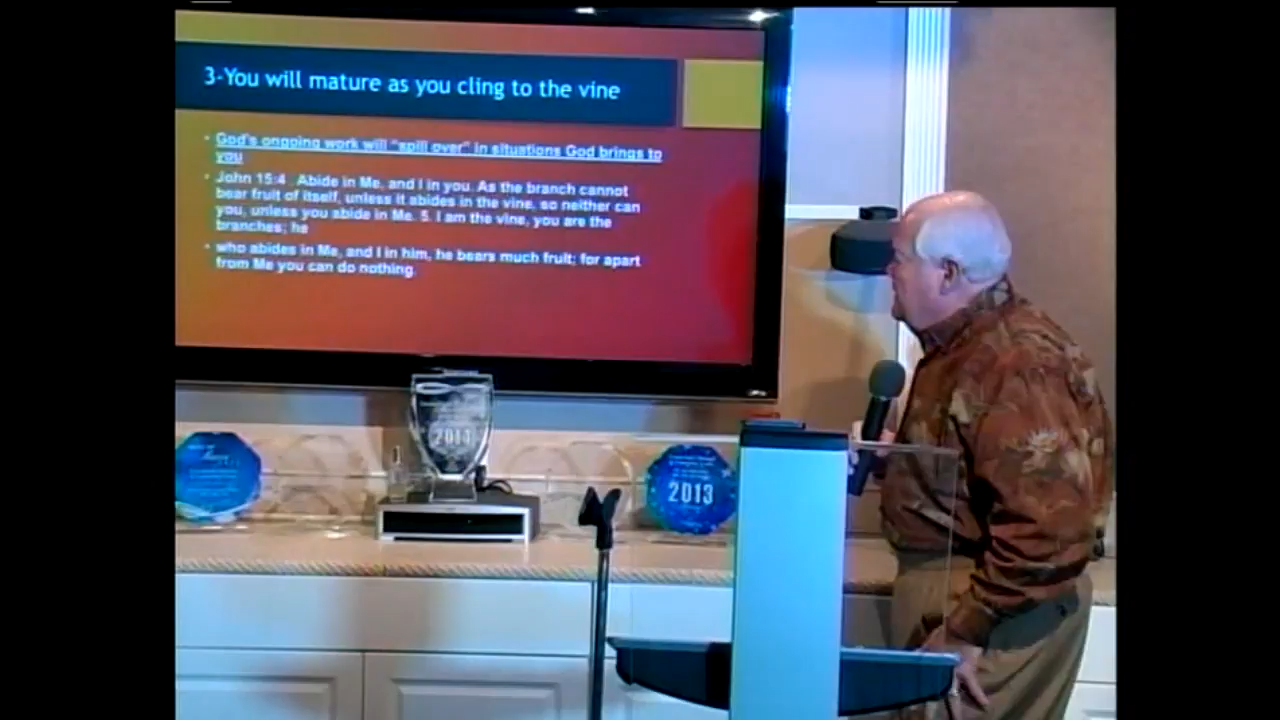 3-You will mature as you cling to the vine
God's ongoing work will "spill over" in situations God brings to
you
John 15:4 Abide in Me, and I in you. As the branch cannot
bear fruit of itself, unless it abides in the vine, so neither can
you, unless you abide in Me. 5. I am the vine, you are the
branches; he
who abides in Me, and I in him, he bears much fruit; for apart
from Me you can do nothing.
2013